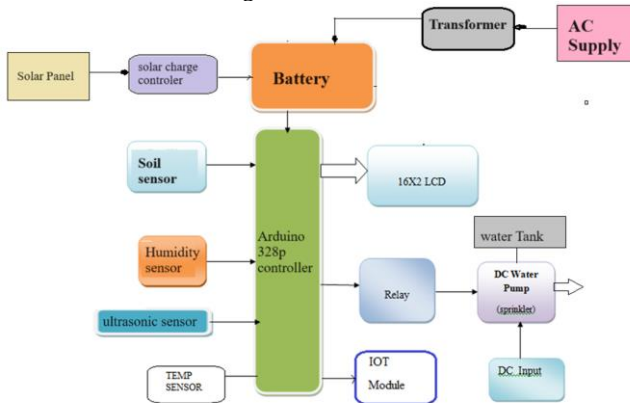 Transformer
AC
Supply
Solar Panel
solar charge
controler
Battery
Soil
sensor
16X2 LCD
Arduino
328p
controller
Humidity
sensor
water Tank
DC Water
Pump
(sprinkler)
Relay
ultrasonic sensor
TEMP
SENSOR
IOT
Module
DC Input